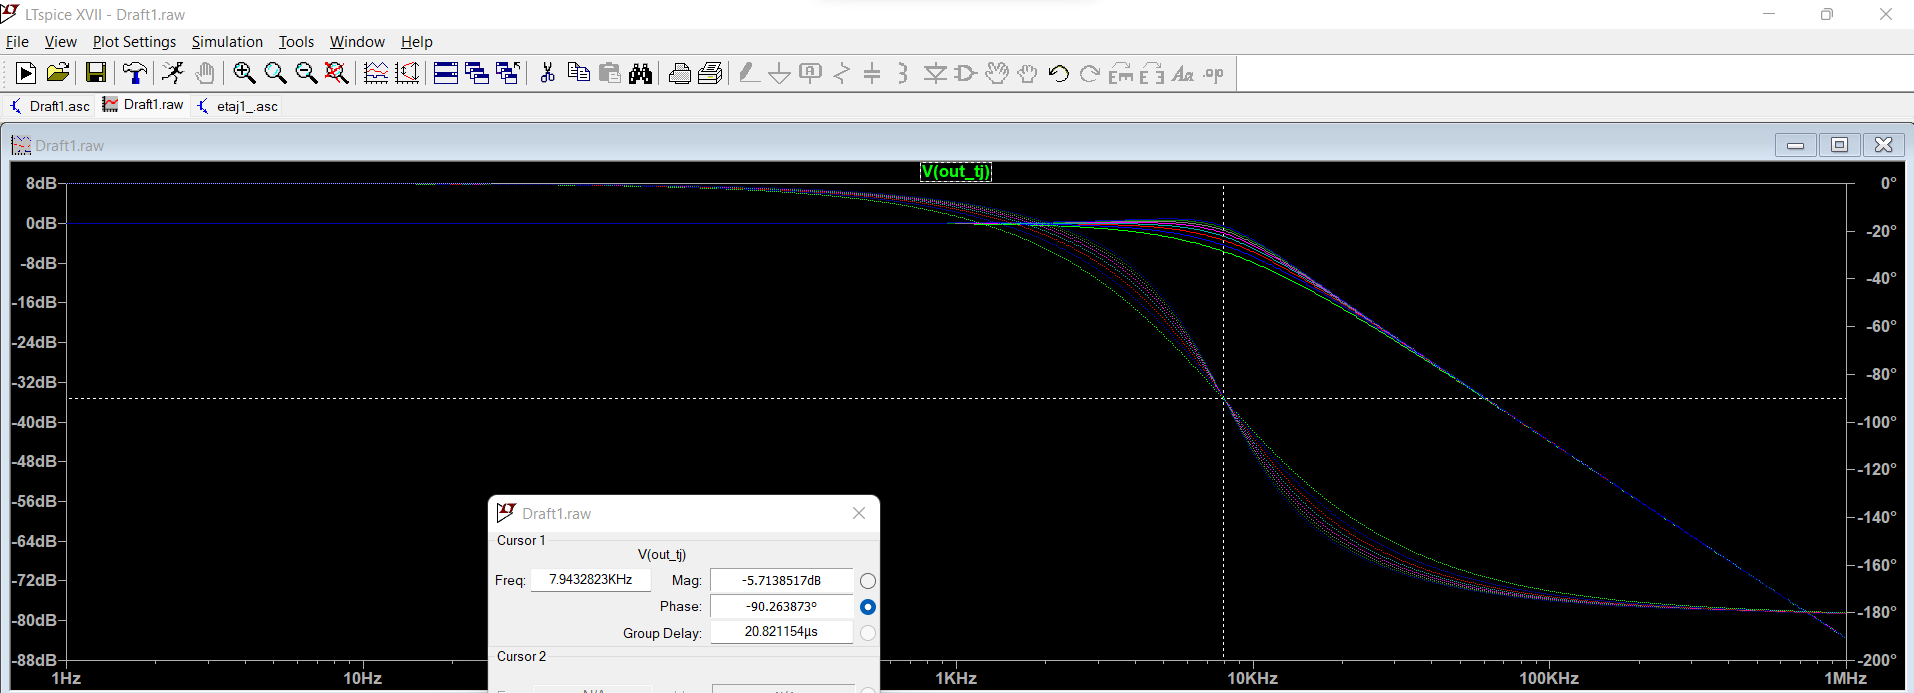 LTspice XVII - Draft1.raw
File View Plot Settings Simulation Tools Window Help
Draft1.asc Draft1.raw etaj1_.asc
Draft1.raw
V(out_tj)
8dB
0dB
-8dB
-16dB
-24dB
-32dB
-40dB
-48dB
-56dB
-64dB
-72dB
-80dB
-88dB
0°
-20°
-40°
-60°
-80°
-100°
-120°
-140°
-160°
-180°
-200°
1Hz 10Hz 1KHz 10KHz 100KHz 1MHz
Draft1.raw
Cursor 1
V(out_tj)
Freq: 7.9432823KHz Mag: -5.7138517dB
Phase: -90.263873°
Group Delay: 20.821154µs
Cursor 2